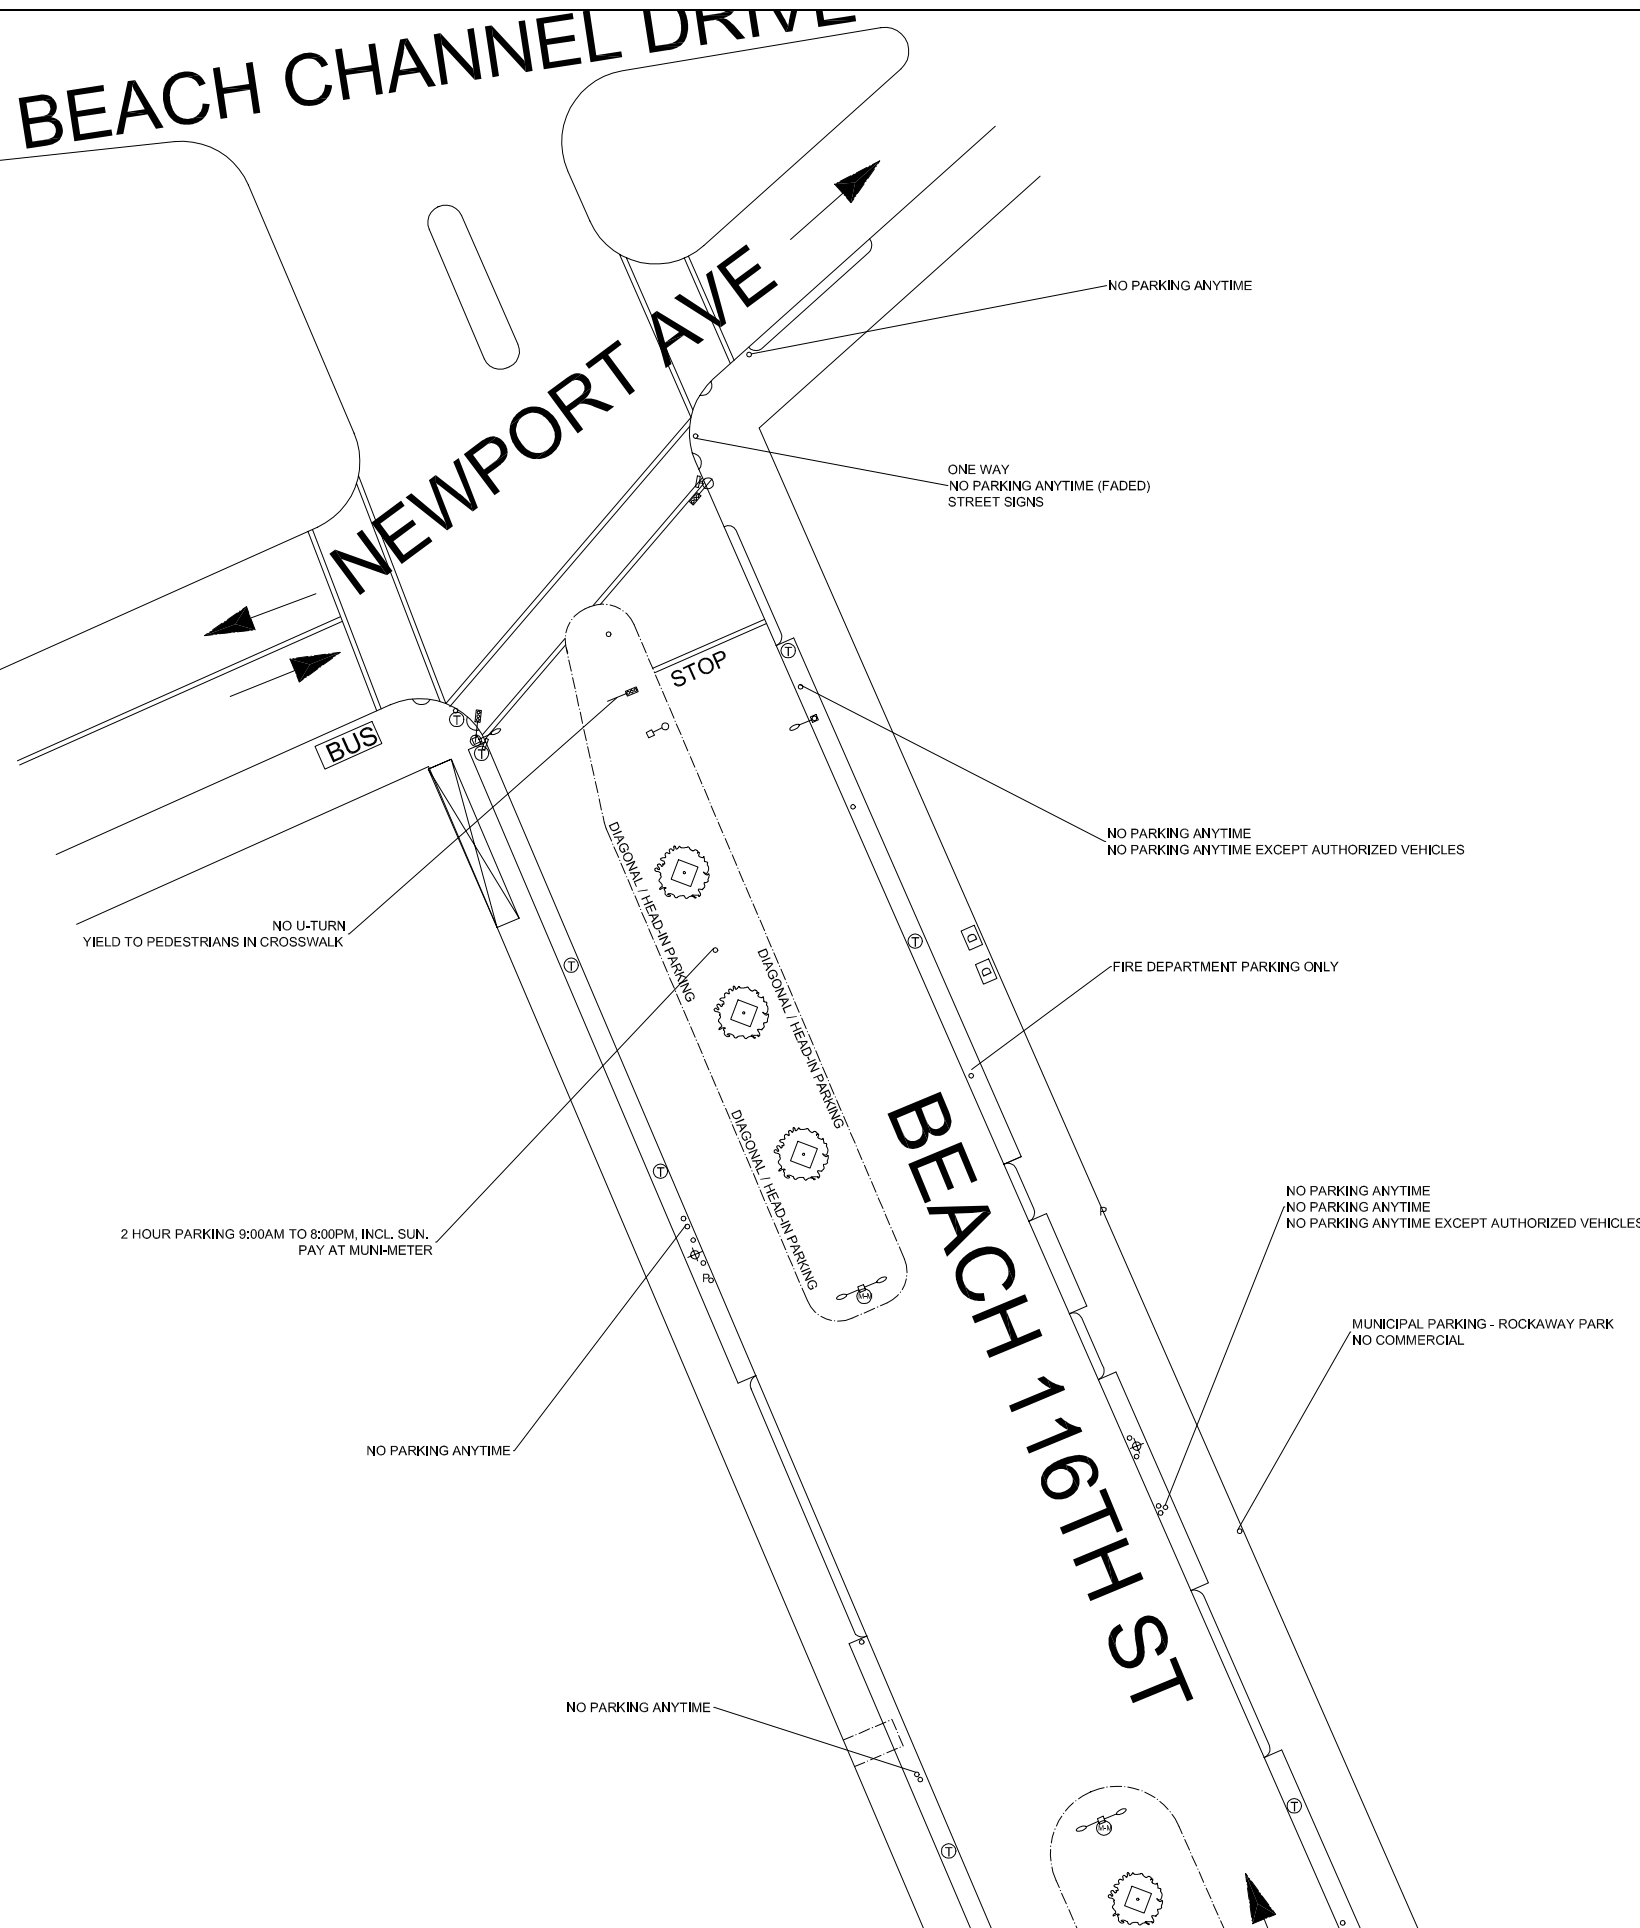 BEACH CHANNEL DRIVE
NEWPORT AVE
NO PARKING ANYTIME
ONE WAY
NO PARKING ANYTIME (FADED)
STREET SIGNS
STOP
T
T
T
BUS
NO PARKING ANYTIME
NO PARKING ANYTIME EXCEPT AUTHORIZED VEHICLES
DIAGONAL / HEAD-IN PARKING
NO U-TURN
YIELD TO PEDESTRIANS IN CROSSWALK
DIAGONAL / HEAD-IN PARKING
T
T
D
D
FIRE DEPARTMENT PARKING ONLY
BEACH 116TH ST
DIAGONAL / HEAD-IN PARKING
T
P
2 HOUR PARKING 9:00AM TO 8:00PM, INCL. SUN.
PAY AT MUNI-METER
P
M-M
NO PARKING ANYTIME
NO PARKING ANYTIME
NO PARKING ANYTIME EXCEPT AUTHORIZED VEHICLES
MUNICIPAL PARKING - ROCKAWAY PARK
NO COMMERCIAL
NO PARKING ANYTIME
NO PARKING ANYTIME
T
M-M
T